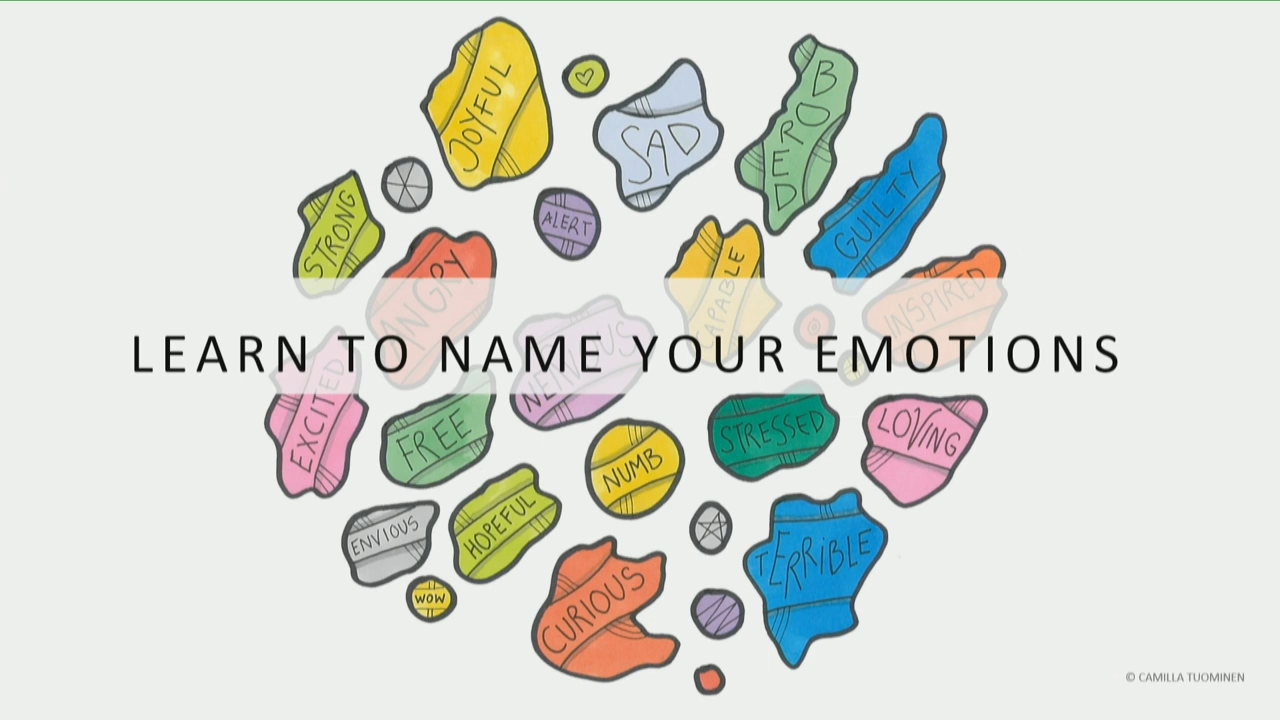 JOYFUL
SAD
BORED
GUILTY
STRONG
ALERT
ANGRY
CAPABLE
INSPIRED
LEARN TO NAME YOUR EMOTIONS
EXCITED
NERVOUS
FREE
NUMB
STRESSED
LOVING
ENVIOUS
HOPEFUL
TERRIBLE
WOW
CURIOUS
© CAMILLA TUOMINEN